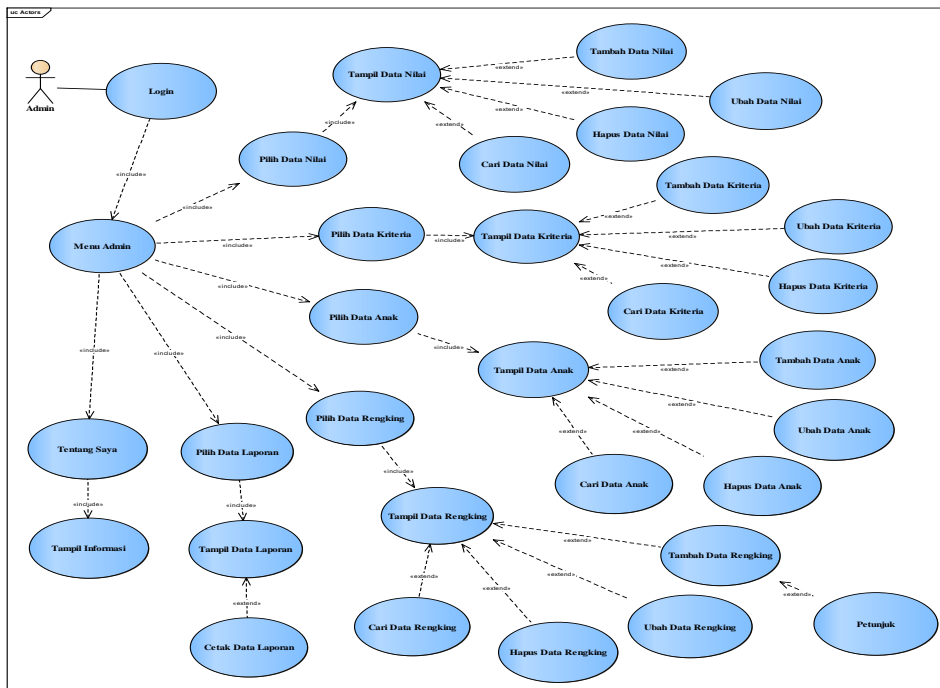 uc Actors
Admin
Login
Tampil Data Nilai
Tambah Data Nilai
«extend»
Ubah Data Nilai
«extend»
Hapus Data Nilai
«extend»
Cari Data Nilai
«extend»
«include»
Pilih Data Nilai
«include»
«include»
Menu Admin
«include»
Pilih Data Kriteria
«include»
Tampil Data Kriteria
Tambah Data Kriteria
«extend»
Ubah Data Kriteria
«extend»
Hapus Data Kriteria
«extend»
Cari Data Kriteria
«extend»
«include»
Pilih Data Anak
«include»
Tampil Data Anak
Tambah Data Anak
«extend»
Ubah Data Anak
«extend»
Hapus Data Anak
«extend»
Cari Data Anak
«extend»
«include»
Pilih Data Rengking
«include»
Tampil Data Rengking
Tambah Data Rengking
«extend»
Petunjuk
«extend»
Ubah Data Rengking
«extend»
Hapus Data Rengking
«extend»
Cari Data Rengking
«extend»
«include»
Pilih Data Laporan
«include»
Tampil Data Laporan
«extend»
Cetak Data Laporan
«include»
Tentang Saya
«include»
Tampil Informasi